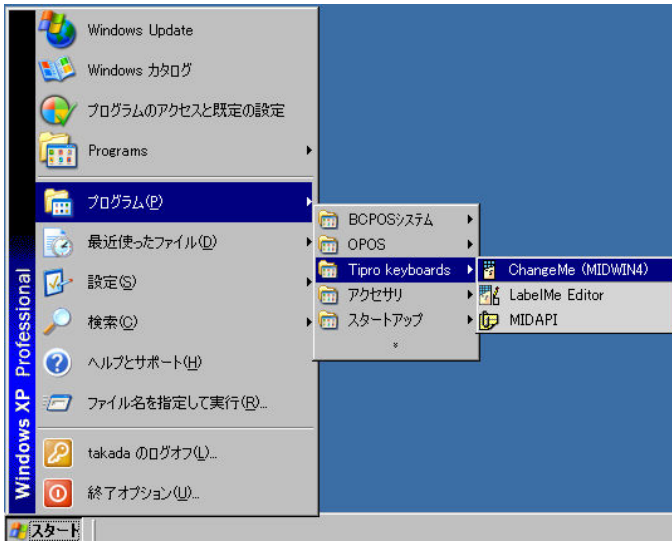 Windows Update
Windows カタログ
プログラムのアクセスと既定の設定
Programs
プログラム(P)
最近使ったファイル(D)
設定(S)
検索(C)
ヘルプとサポート(H)
ファイル名を指定して実行(R)...
takada のログオフ(L)...
終了オプション(U)...
Windows XP Professional
BCPOSシステム
OPOS
Tipro keyboards
アクセサリ
スタートアップ
ChangeMe (MIDWIN4)
LabelMe Editor
MIDAPI
スタート